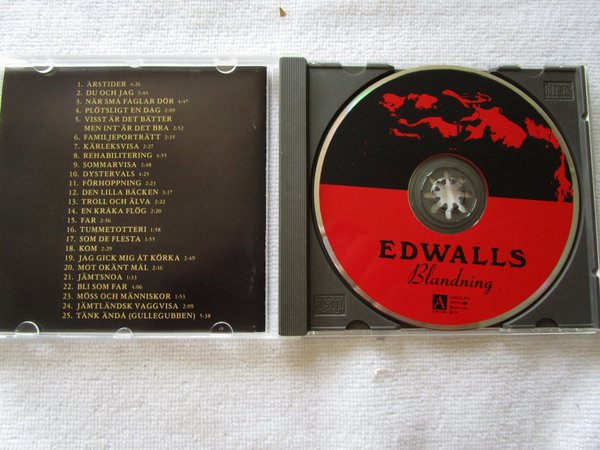 1. ÅRSTIDER 4:26
2. DU OCH JAG 3:44
3. NÄR SMÅ FÅGLAR DÖR 4:47
4. PLÖTSLIGT EN DAG 2:09
5. VISST ÄR DET BÄTTER
MEN INT' ÄR DET BRA 2:52
6. FAMILJEPORTRÄTT 2:35
7. KÄRLEKSVISA 2:27
8. REHABILITERING 4:55
9. SOMMARVISA 2:48
10. DYSTERVALS 4:25
11. FÖRHOPPNING 2:23
12. DEN LILLA BÄCKEN 3:17
13. TROLL OCH ÄLVA 2:22
14. EN KRÅKA FLÖG 2:20
15. FAR 2:56
16. TUMMETOTTERI 1:58
17. SOM DE FLESTA 1:55
18. KOM 2:29
19. JAG GICK MIG ÅT KÖRKA 2:49
20. MOT OKÄNT MÅL 2:16
21. JÄMTSNOA 1:33
22. BLI SOM FAR 4:06
23. MÖSS OCH MÄNNISKOR 1:53
24. JÄMTLÄNDSK VAGGVISA 2:09
25. TÄNK ÄNDÅ (GULLEGUBBEN) 5:38
EDWALLS
Blandning
A